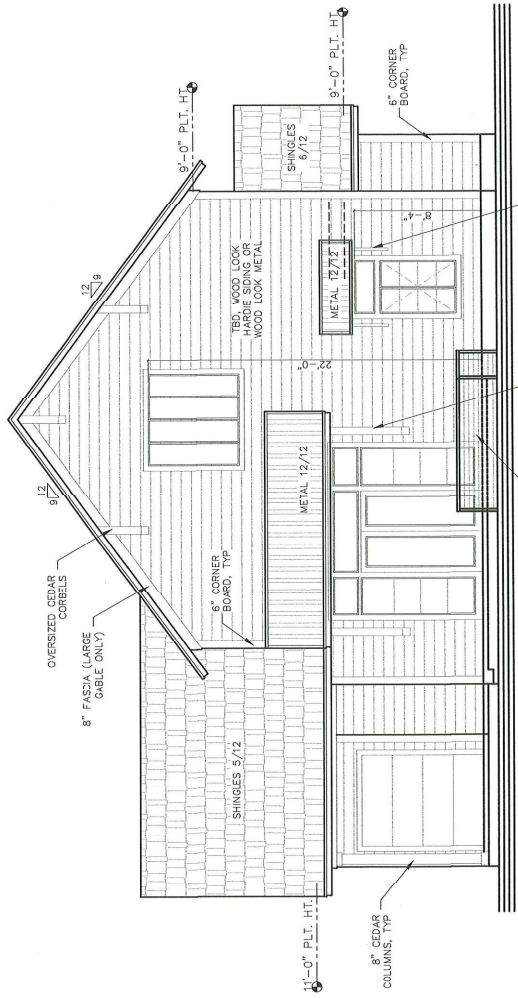 12
9
12
9
9'-0" PLT. HT.
9'-0" PLT. HT.
OVERSIZED CEDAR
CORBELS
8" FASCIA (LARGE
GABLE ONLY)
SHINGLES
6/12
6" CORNER
BOARD, TYP
TBD, WOOD LOOK
HARDIE SIDING OR
WOOD LOOK METAL
METAL 12/12
8'-4"
22'-0"
METAL 12/12
6" CORNER
BOARD, TYP
SHINGLES 5/12
11'-0" PLT. HT.
8" CEDAR
COLUMNS, TYP